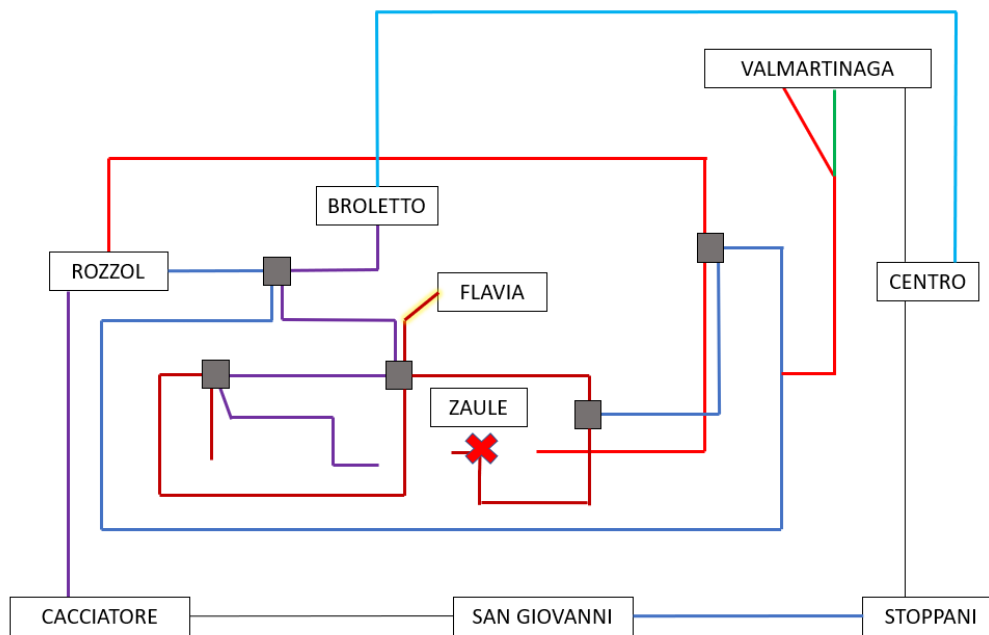 VALMARTINAGA
BROLETTO
ROZZOL
FLAVIA
CENTRO
ZAULE
CACCIATORE
SAN GIOVANNI
STOPPANI